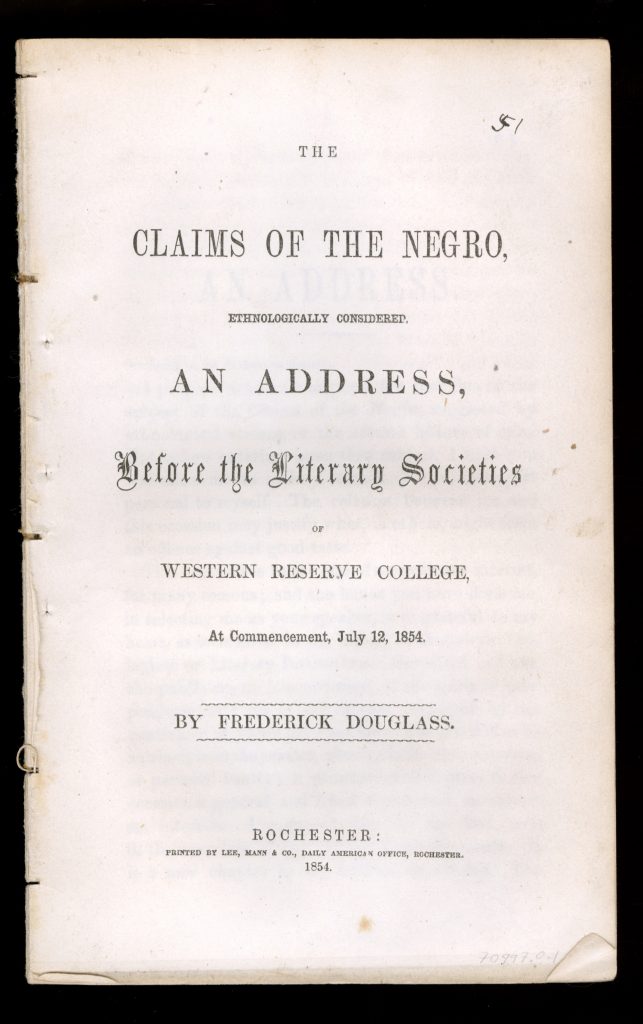 THE
CLAIMS OF THE NEGRO,
ETHNOLOGICALLY CONSIDERED.
AN ADDRESS,
Before the Literary Societies
OF
WESTERN RESERVE COLLEGE,
At Commencement, July 12, 1854.
BY FREDERICK DOUGLASS.
ROCHESTER:
PRINTED BY LEE, MANN & CO., DAILY AMERICAN OFFICE, ROCHESTER.
1854.